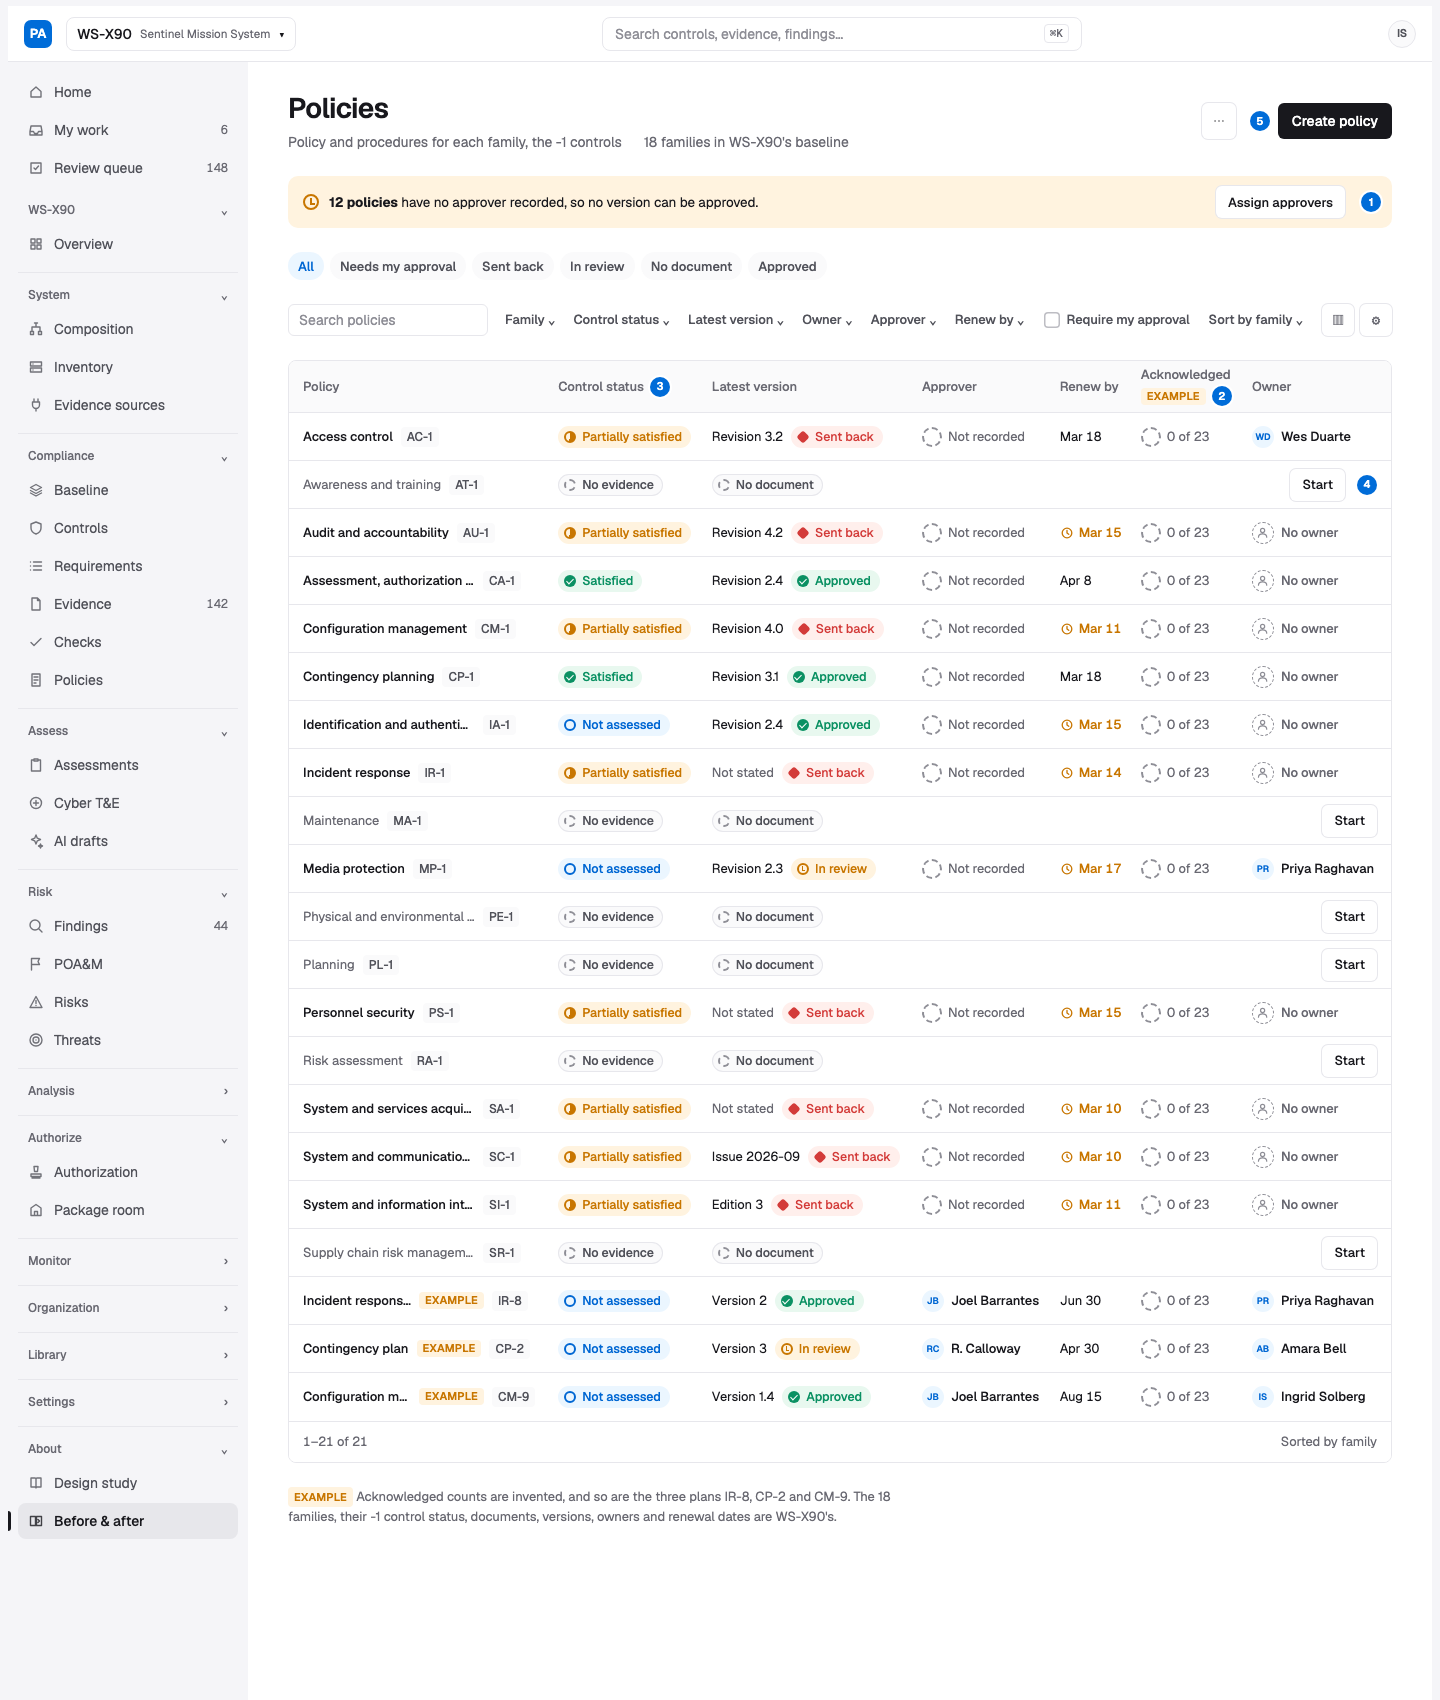 PA WS-X90 Sentinel Mission System
Search controls, evidence, findings... ⌘K
IS
Home
My work 6
Review queue 148
WS-X90
Overview
System
Composition
Inventory
Evidence sources
Compliance
Baseline
Controls
Requirements
Evidence 142
Checks
Policies
Assess
Assessments
Cyber T&E
AI drafts
Risk
Findings 44
POA&M
Risks
Threats
Analysis
Authorize
Authorization
Package room
Monitor
Organization
Library
Settings
About
Design study
Before & after
Policies
Policy and procedures for each family, the -1 controls 18 families in WS-X90's baseline
... 5 Create policy
12 policies have no approver recorded, so no version can be approved. Assign approvers 1
All Needs my approval Sent back In review No document Approved
Search policies Family Control status Latest version Owner Approver Renew by Require my approval Sort by family
Policy Control status 3 Latest version Approver Renew by Acknowledged EXAMPLE 2 Owner
Access control AC-1 Partially satisfied Revision 3.2 Sent back Not recorded Mar 18 0 of 23 WD Wes Duarte
Awareness and training AT-1 No evidence No document Start 4
Audit and accountability AU-1 Partially satisfied Revision 4.2 Sent back Not recorded Mar 15 0 of 23 No owner
Assessment, authorization ... CA-1 Satisfied Revision 2.4 Approved Not recorded Apr 8 0 of 23 No owner
Configuration management CM-1 Partially satisfied Revision 4.0 Sent back Not recorded Mar 11 0 of 23 No owner
Contingency planning CP-1 Satisfied Revision 3.1 Approved Not recorded Mar 18 0 of 23 No owner
Identification and authenti... IA-1 Not assessed Revision 2.4 Approved Not recorded Mar 15 0 of 23 No owner
Incident response IR-1 Partially satisfied Not stated Sent back Not recorded Mar 14 0 of 23 No owner
Maintenance MA-1 No evidence No document Start
Media protection MP-1 Not assessed Revision 2.3 In review Not recorded Mar 17 0 of 23 PR Priya Raghavan
Physical and environmental ... PE-1 No evidence No document Start
Planning PL-1 No evidence No document Start
Personnel security PS-1 Partially satisfied Not stated Sent back Not recorded Mar 15 0 of 23 No owner
Risk assessment RA-1 No evidence No document Start
System and services acqui... SA-1 Partially satisfied Not stated Sent back Not recorded Mar 10 0 of 23 No owner
System and communicatio... SC-1 Partially satisfied Issue 2026-09 Sent back Not recorded Mar 10 0 of 23 No owner
System and information int... SI-1 Partially satisfied Edition 3 Sent back Not recorded Mar 11 0 of 23 No owner
Supply chain risk managem... SR-1 No evidence No document Start
Incident respons... EXAMPLE IR-8 Not assessed Version 2 Approved JB Joel Barrantes Jun 30 0 of 23 PR Priya Raghavan
Contingency plan EXAMPLE CP-2 Not assessed Version 3 In review RC R. Calloway Apr 30 0 of 23 AB Amara Bell
Configuration m... EXAMPLE CM-9 Not assessed Version 1.4 Approved JB Joel Barrantes Aug 15 0 of 23 IS Ingrid Solberg
1–21 of 21 Sorted by family
EXAMPLE Acknowledged counts are invented, and so are the three plans IR-8, CP-2 and CM-9. The 18
families, their -1 control status, documents, versions, owners and renewal dates are WS-X90's.